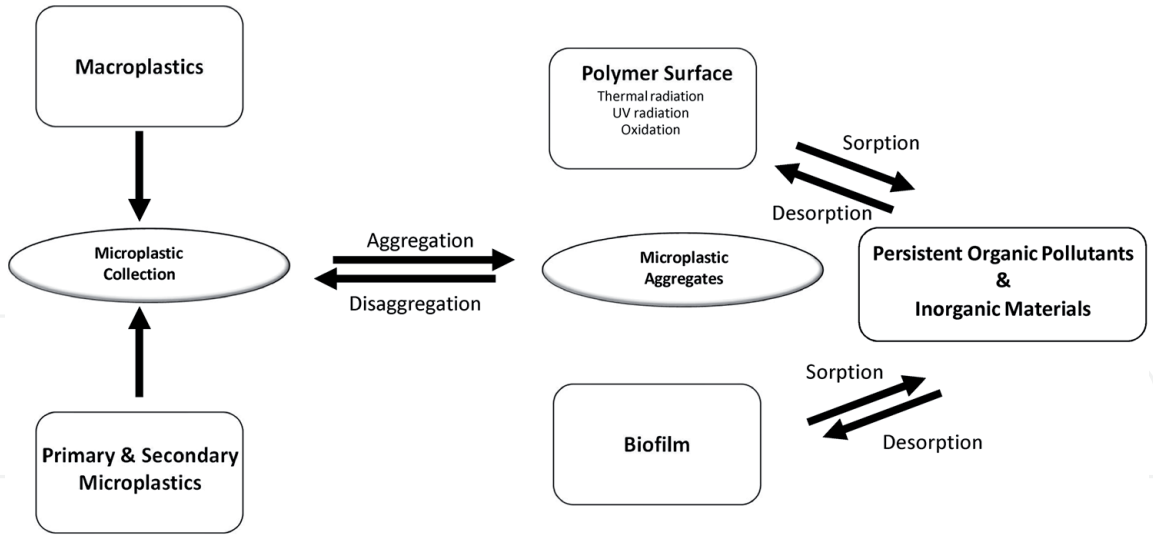 Macroplastics
Microplastic
Collection
Primary & Secondary
Microplastics
Aggregation
Disaggregation
Polymer Surface
Thermal radiation
UV radiation
Oxidation
Microplastic
Aggregates
Biofilm
Sorption
Desorption
Persistent Organic Pollutants
&
Inorganic Materials
Sorption
Desorption